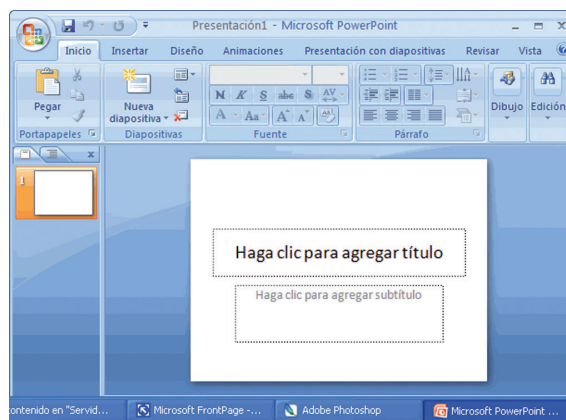 Presentación1 - Microsoft PowerPoint
Inicio Insertar Diseño Animaciones Presentación con diapositivas Revisar Vista
Pegar
Nueva diapositiva
N K S abe S AV
A Aa A A
Dibujo Edición
Portapapeles Diapositivas Fuente Párrafo
x
1
Haga clic para agregar título
Haga clic para agregar subtítulo
contenido en "Servid... Microsoft FrontPage -... Adobe Photoshop Microsoft PowerPoint ...